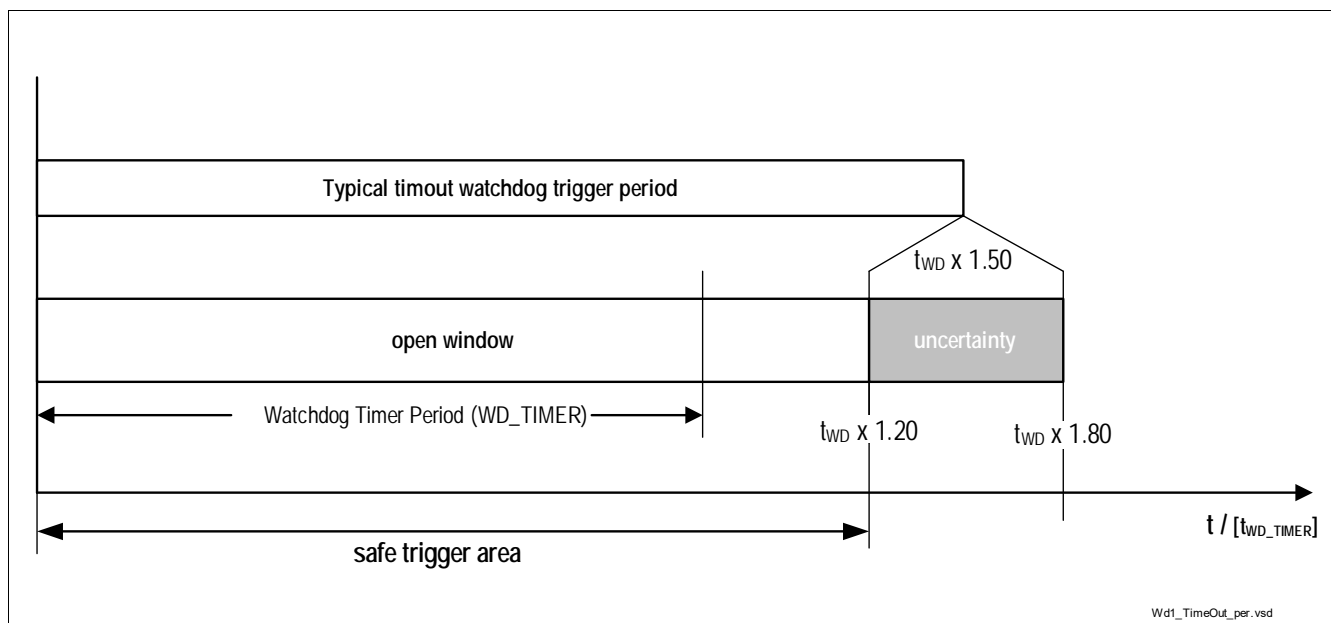 Typical timout watchdog trigger period
tWD x 1.50
open window
uncertainty
Watchdog Timer Period (WD_TIMER)
tWD x 1.20
tWD x 1.80
t / [tWD_TIMER]
safe trigger area
Wd1_TimeOut_per.vsd